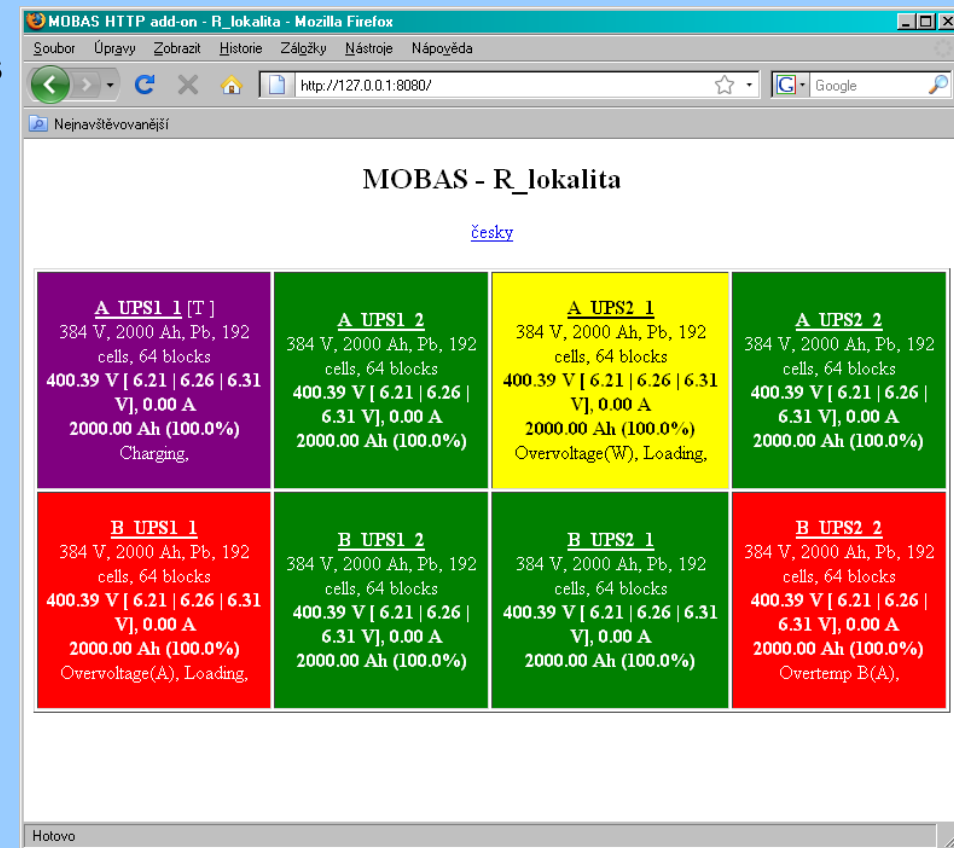 MOBAS HTTP add-on - R_lokalita - Mozilla Firefox
Soubor Úpravy Zobrazit Historie Záložky Nástroje Nápověda
http://127.0.0.1:8080/
G Google
Nejnavštěvovanější
MOBAS - R_lokalita
česky
A_UPS1_1 [T ]
384 V, 2000 Ah, Pb, 192
cells, 64 blocks
400.39 V [ 6.21 | 6.26 | 6.31
V], 0.00 A
2000.00 Ah (100.0%)
Charging,
A_UPS1_2
384 V, 2000 Ah, Pb, 192
cells, 64 blocks
400.39 V [ 6.21 | 6.26 |
6.31 V], 0.00 A
2000.00 Ah (100.0%)
A_UPS2_1
384 V, 2000 Ah, Pb, 192
cells, 64 blocks
400.39 V [ 6.21 | 6.26 | 6.31
V], 0.00 A
2000.00 Ah (100.0%)
Overvoltage(W), Loading,
A_UPS2_2
384 V, 2000 Ah, Pb, 192
cells, 64 blocks
400.39 V [ 6.21 | 6.26 |
6.31 V], 0.00 A
2000.00 Ah (100.0%)
B_UPS1_1
384 V, 2000 Ah, Pb, 192
cells, 64 blocks
400.39 V [ 6.21 | 6.26 | 6.31
V], 0.00 A
2000.00 Ah (100.0%)
Overvoltage(A), Loading,
B_UPS1_2
384 V, 2000 Ah, Pb, 192
cells, 64 blocks
400.39 V [ 6.21 | 6.26 |
6.31 V], 0.00 A
2000.00 Ah (100.0%)
B_UPS2_1
384 V, 2000 Ah, Pb, 192
cells, 64 blocks
400.39 V [ 6.21 | 6.26 | 6.31
V], 0.00 A
2000.00 Ah (100.0%)
B_UPS2_2
384 V, 2000 Ah, Pb, 192
cells, 64 blocks
400.39 V [ 6.21 | 6.26 |
6.31 V], 0.00 A
2000.00 Ah (100.0%)
Overtemp B(A),
Hotovo